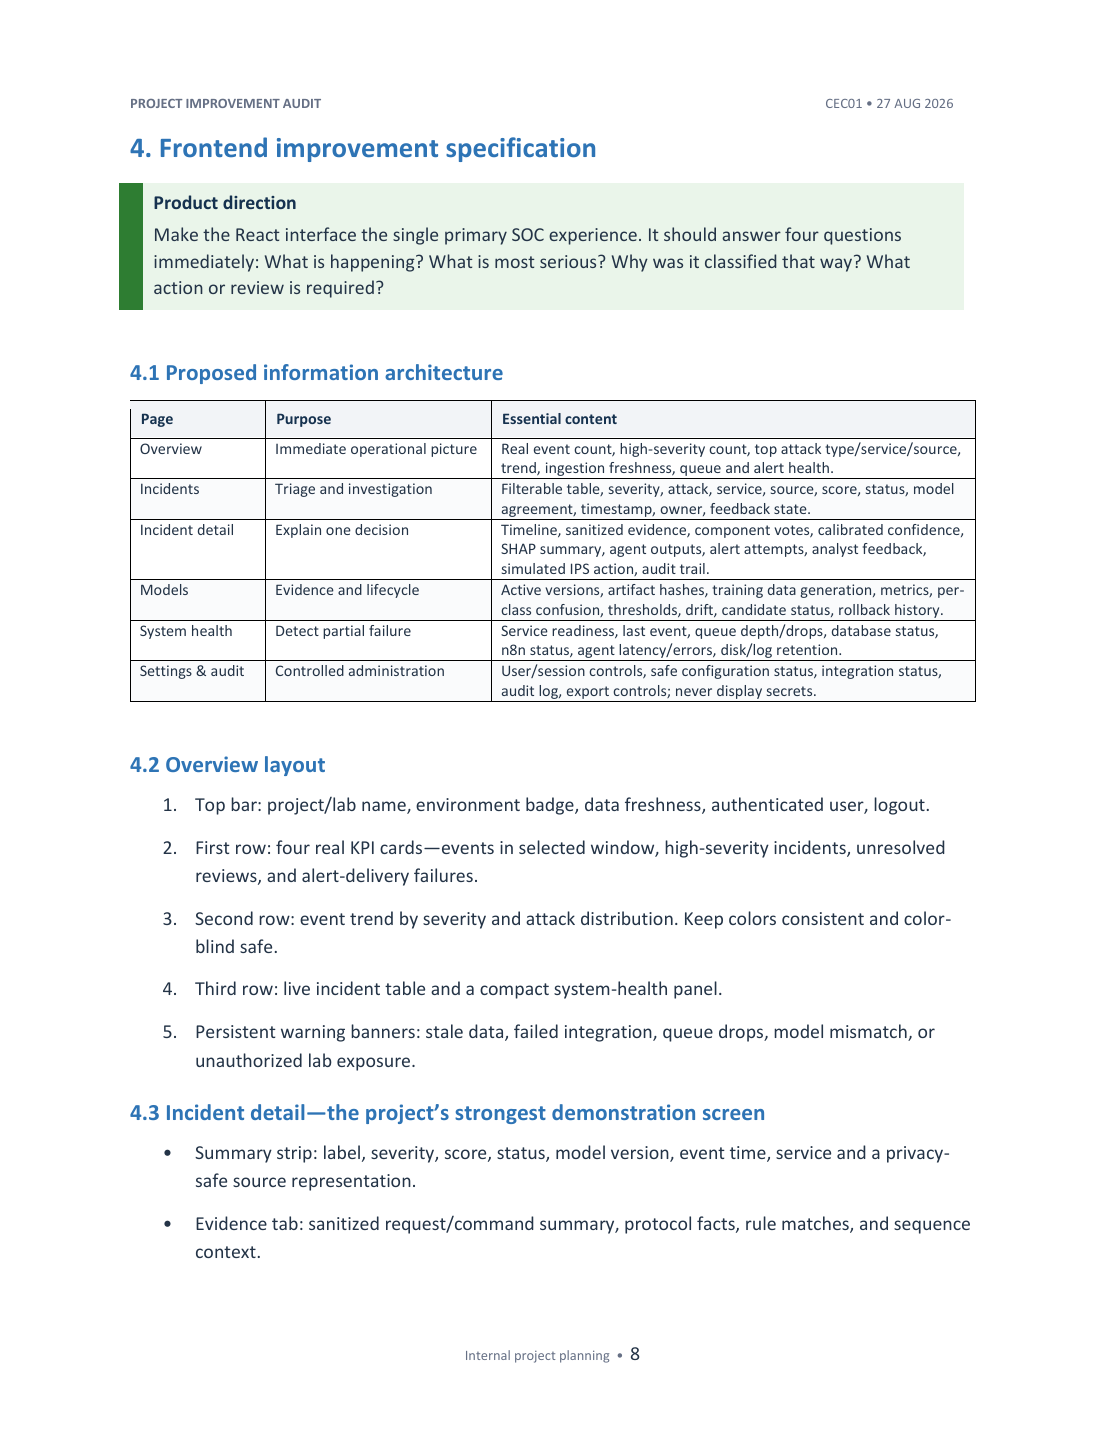 PROJECT IMPROVEMENT AUDIT
CEC01 • 27 AUG 2026
4. Frontend improvement specification
Product direction
Make the React interface the single primary SOC experience. It should answer four questions
immediately: What is happening? What is most serious? Why was it classified that way? What
action or review is required?
4.1 Proposed information architecture
Page Purpose Essential content
Overview Immediate operational picture Real event count, high-severity count, top attack type/service/source,
trend, ingestion freshness, queue and alert health.
Incidents Triage and investigation Filterable table, severity, attack, service, source, score, status, model
agreement, timestamp, owner, feedback state.
Incident detail Explain one decision Timeline, sanitized evidence, component votes, calibrated confidence,
SHAP summary, agent outputs, alert attempts, analyst feedback,
simulated IPS action, audit trail.
Models Evidence and lifecycle Active versions, artifact hashes, training data generation, metrics, per-
class confusion, thresholds, drift, candidate status, rollback history.
System health Detect partial failure Service readiness, last event, queue depth/drops, database status,
n8n status, agent latency/errors, disk/log retention.
Settings & audit Controlled administration User/session controls, safe configuration status, integration status,
audit log, export controls; never display secrets.
4.2 Overview layout
1. Top bar: project/lab name, environment badge, data freshness, authenticated user, logout.
2. First row: four real KPI cards—events in selected window, high-severity incidents, unresolved
reviews, and alert-delivery failures.
3. Second row: event trend by severity and attack distribution. Keep colors consistent and color-
blind safe.
4. Third row: live incident table and a compact system-health panel.
5. Persistent warning banners: stale data, failed integration, queue drops, model mismatch, or
unauthorized lab exposure.
4.3 Incident detail—the project’s strongest demonstration screen
• Summary strip: label, severity, score, status, model version, event time, service and a privacy-
safe source representation.
• Evidence tab: sanitized request/command summary, protocol facts, rule matches, and sequence
context.
Internal project planning • 8